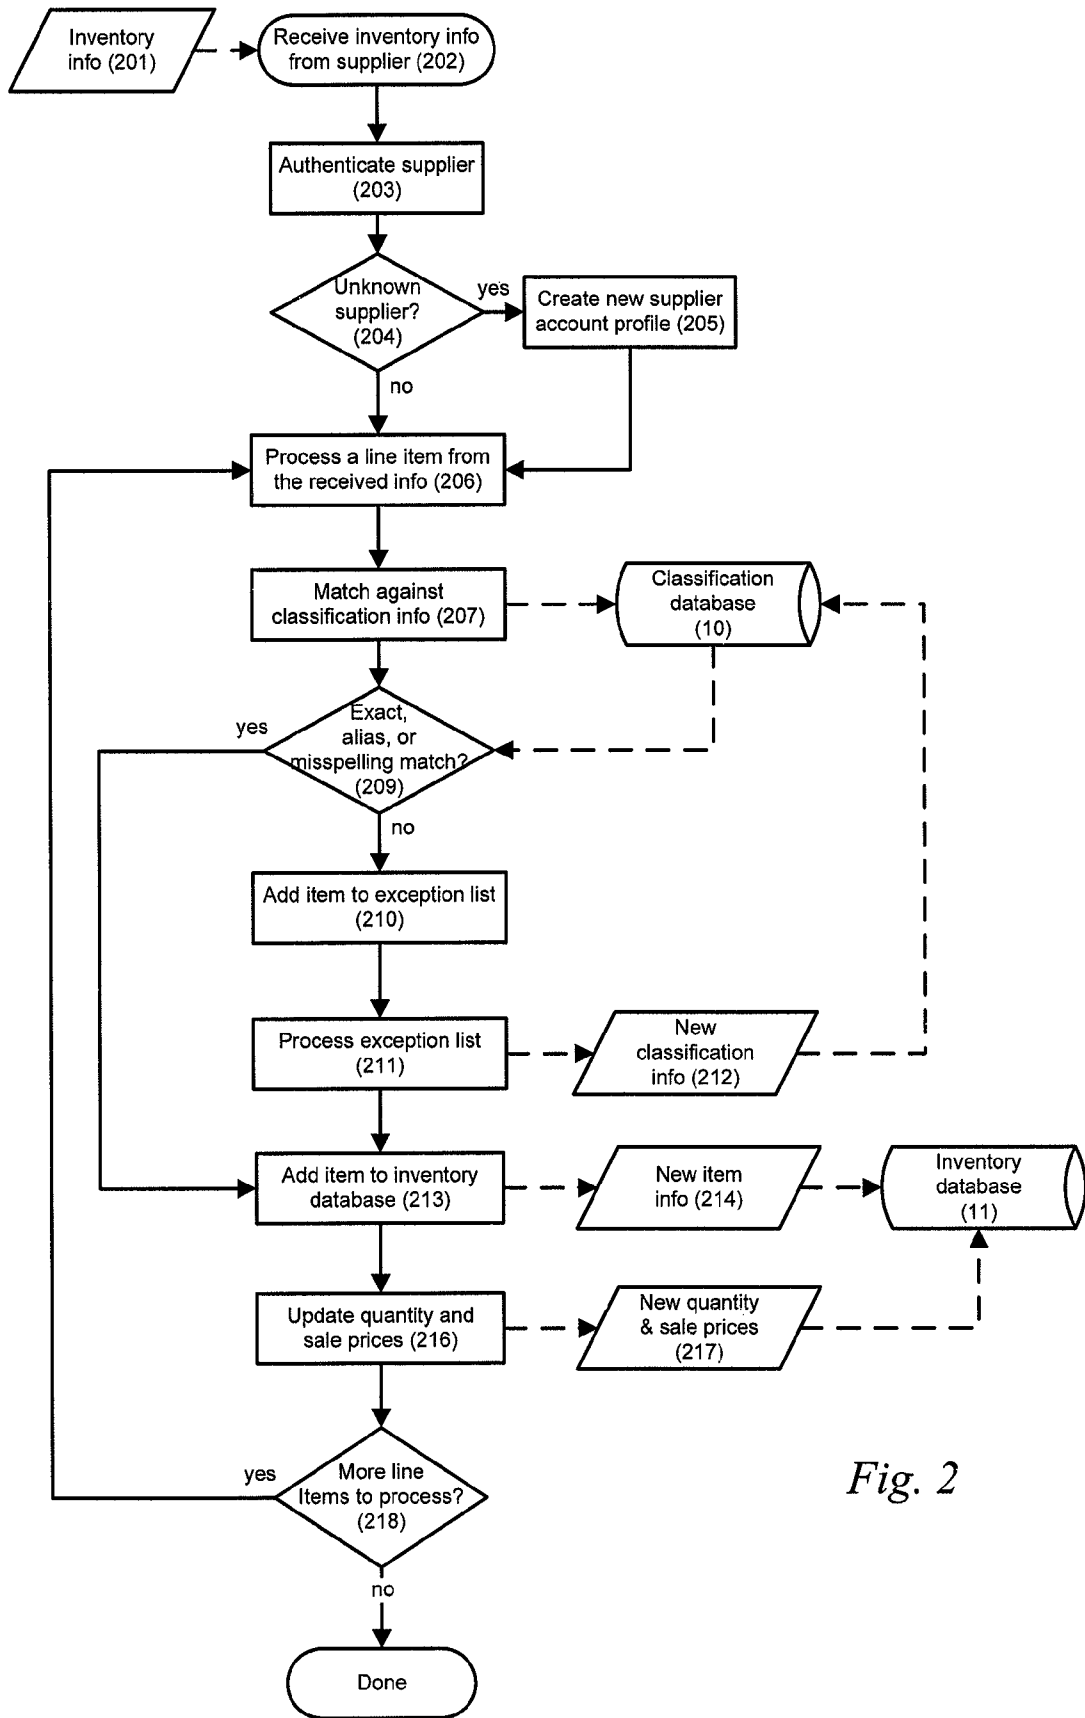 Inventory
info (201)
Receive inventory info
from supplier (202)
Authenticate supplier
(203)
Unknown
supplier?
(204)
yes
Create new supplier
account profile (205)
no
Process a line item from
the received info (206)
Match against
classification info (207)
Classification
database
(10)
yes
Exact,
alias, or
misspelling match?
(209)
no
Add item to exception list
(210)
Process exception list
(211)
New
classification
info (212)
Add item to inventory
database (213)
New item
info (214)
Inventory
database
(11)
Update quantity and
sale prices (216)
New quantity
& sale prices
(217)
yes
More line
Items to process?
(218)
Fig. 2
no
Done